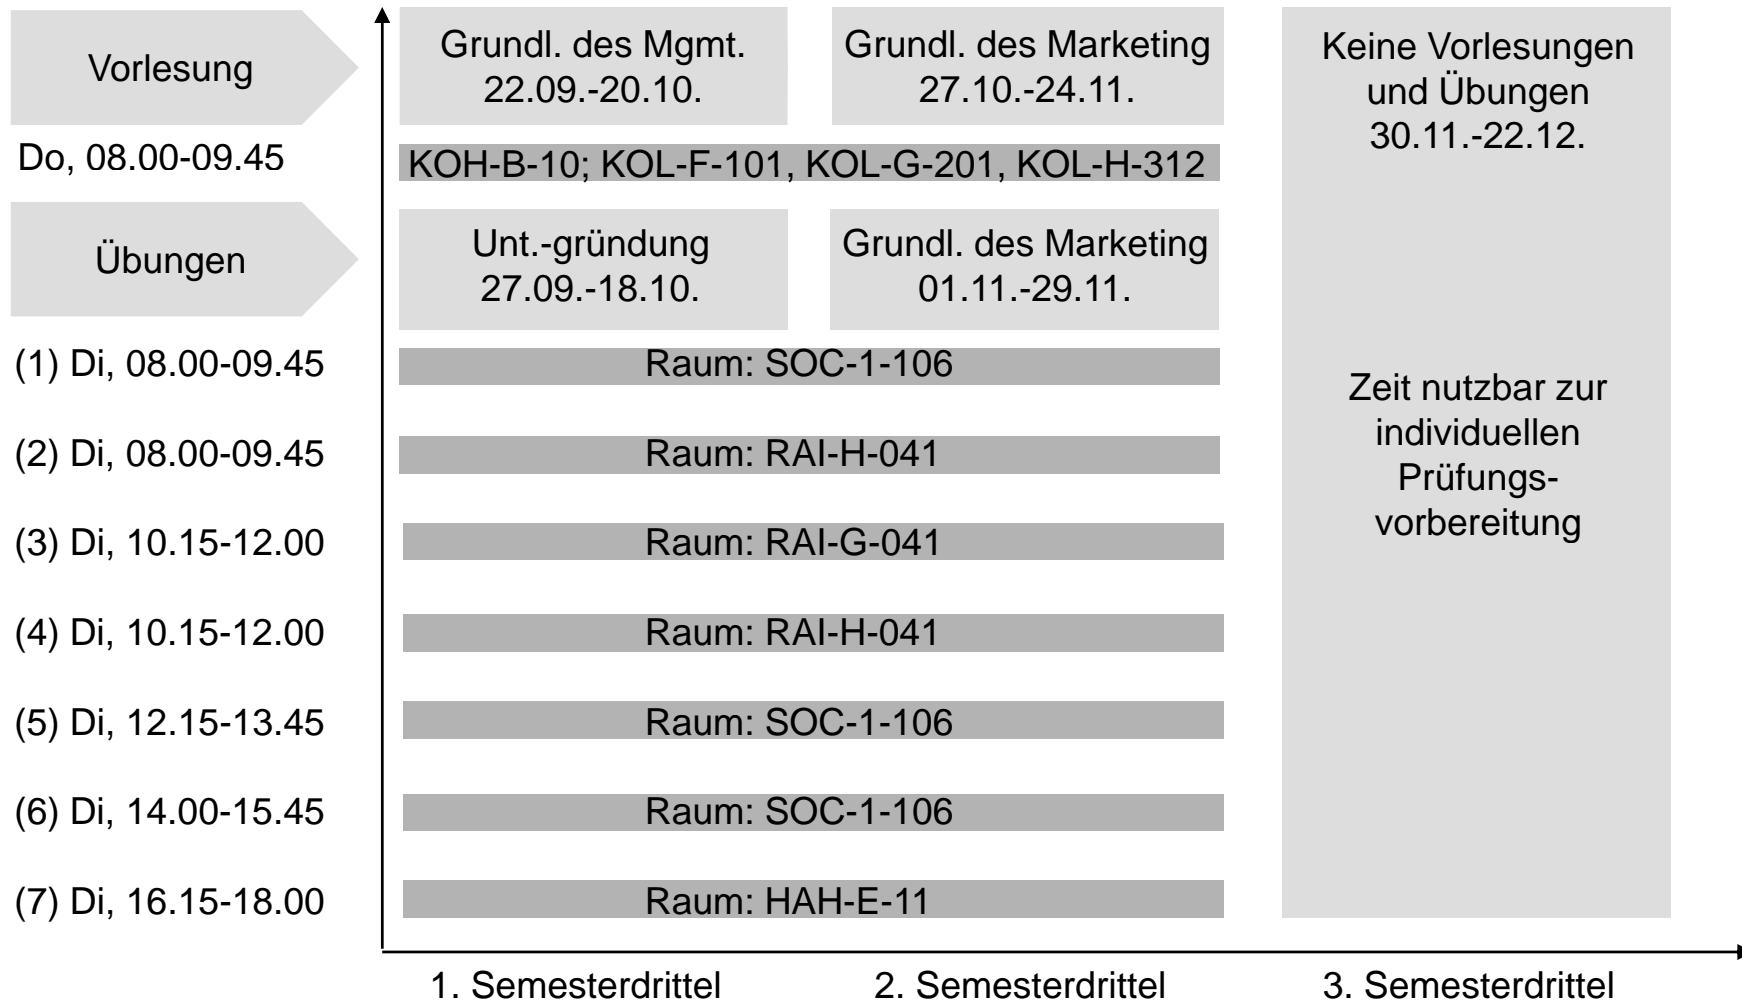 Vorlesung
Grundl. des Mgmt.
22.09.-20.10.
Grundl. des Marketing
27.10.-24.11.
Keine Vorlesungen
und Übungen
30.11.-22.12.
Do, 08.00-09.45
KOH-B-10; KOL-F-101, KOL-G-201, KOL-H-312
Übungen
Unt.-gründung
27.09.-18.10.
Grundl. des Marketing
01.11.-29.11.
(1) Di, 08.00-09.45
Raum: SOC-1-106
(2) Di, 08.00-09.45
Raum: RAI-H-041
(3) Di, 10.15-12.00
Raum: RAI-G-041
(4) Di, 10.15-12.00
Raum: RAI-H-041
(5) Di, 12.15-13.45
Raum: SOC-1-106
(6) Di, 14.00-15.45
Raum: SOC-1-106
(7) Di, 16.15-18.00
Raum: HAH-E-11
Zeit nutzbar zur
individuellen
Prüfungs-
vorbereitung
1. Semesterdrittel
2. Semesterdrittel
3. Semesterdrittel